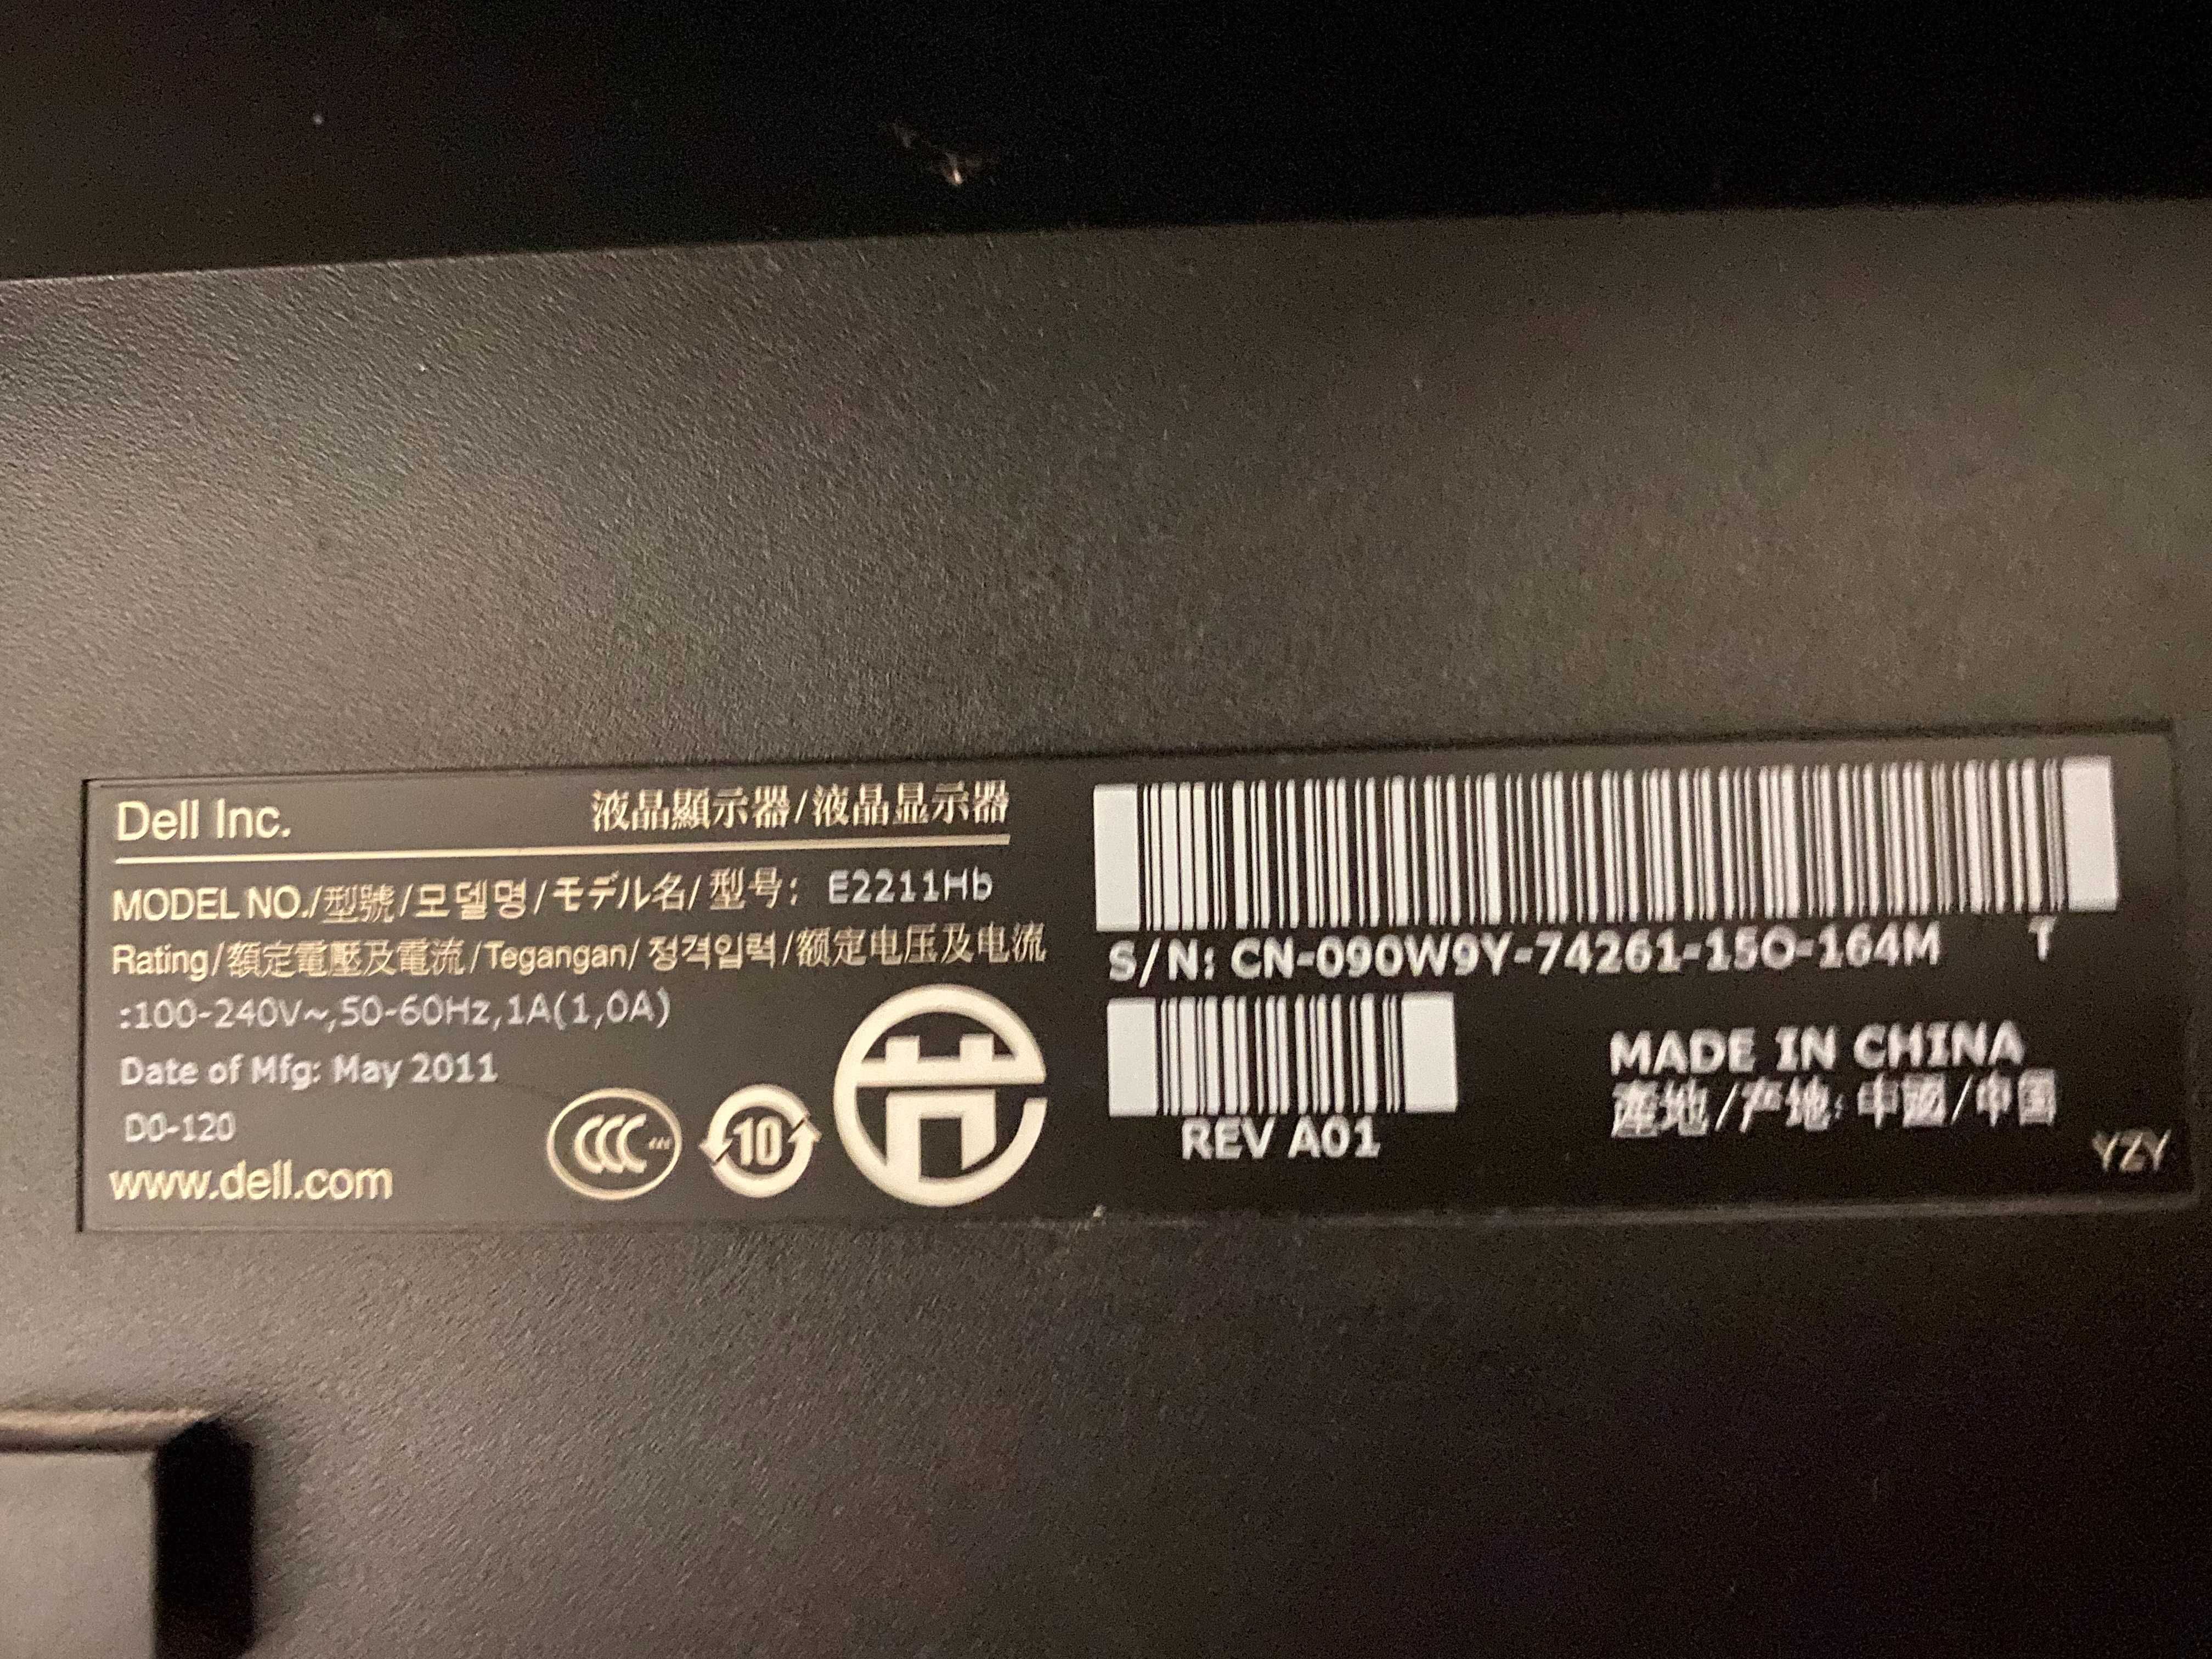 Dell Inc. 液晶顯示器/液晶显示器
MODEL NO./型號/모델명/モデル名/型号: E2211Hb
Rating/額定電壓及電流/Tegangan/정격입력/额定电压及电流
:100-240V~,50-60Hz,1A(1,0A)
Date of Mfg: May 2011
D0-120
www.dell.com
CCC
10
S/N: CN-090W9Y-74261-15O-164M T
REV A01
MADE IN CHINA
產地/产地: 中國/中国
YZY